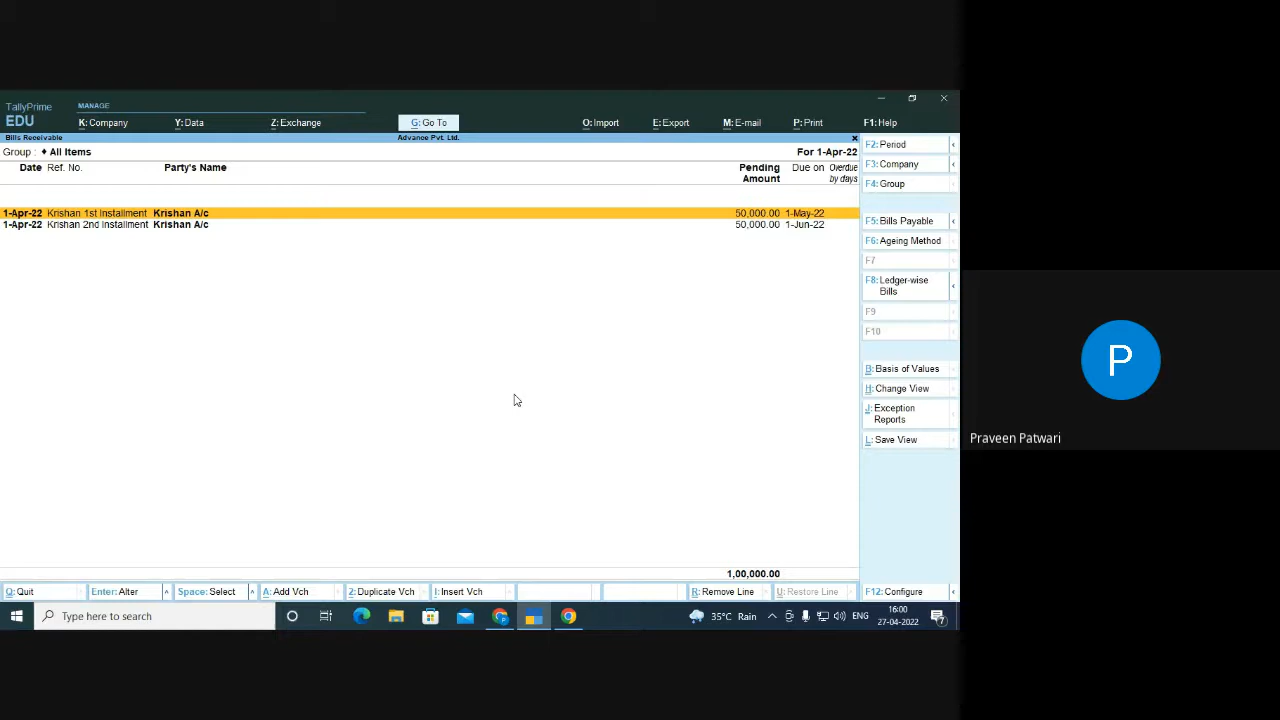 TallyPrime
EDU
MANAGE
K: Company
Y: Data
Z: Exchange
G: Go To
O: Import
E: Export
M: E-mail
P: Print
F1: Help
Bills Receivable
Advance Pvt. Ltd.
Group : ♦ All Items
For 1-Apr-22
Date Ref. No. Party's Name Pending Amount Due on Overdue by days
1-Apr-22 Krishan 1st Installment Krishan A/c 50,000.00 1-May-22
1-Apr-22 Krishan 2nd Installment Krishan A/c 50,000.00 1-Jun-22
1,00,000.00
F2: Period
F3: Company
F4: Group
F5: Bills Payable
F6: Ageing Method
F7
F8: Ledger-wise
Bills
F9
F10
B: Basis of Values
H: Change View
J: Exception
Reports
L: Save View
Q: Quit
Enter: Alter
Space: Select
A: Add Vch
2: Duplicate Vch
I: Insert Vch
R: Remove Line
U: Restore Line
F12: Configure
Type here to search
35°C Rain
ENG
16:00
27-04-2022
7
P
Praveen Patwari